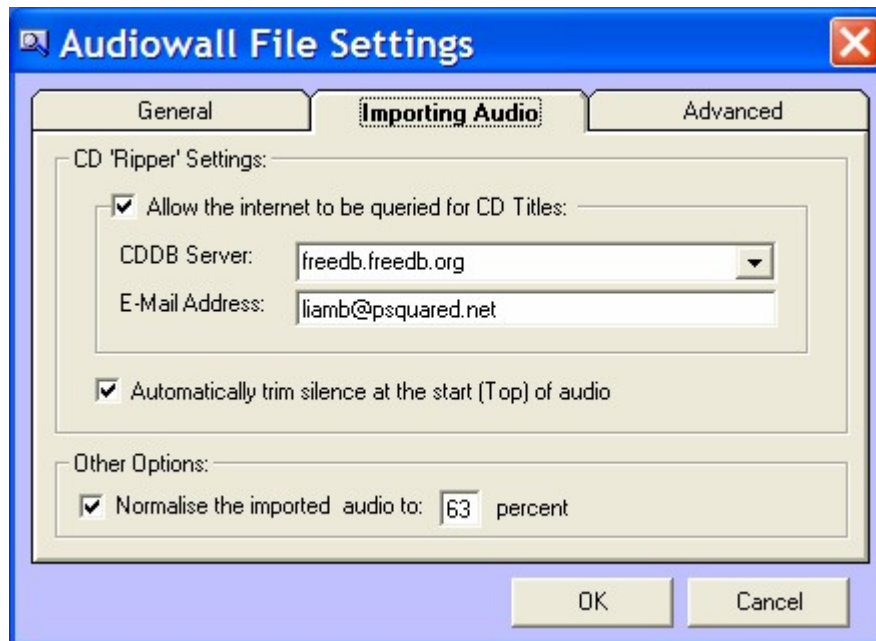 Audiowall File Settings
General
Importing Audio
Advanced
CD 'Ripper' Settings:
Allow the internet to be queried for CD Titles:
CDDB Server:
freedb.freedb.org
E-Mail Address:
liamb@psquared.net
Automatically trim silence at the start (Top) of audio
Other Options:
Normalise the imported audio to: 63 percent
OK
Cancel